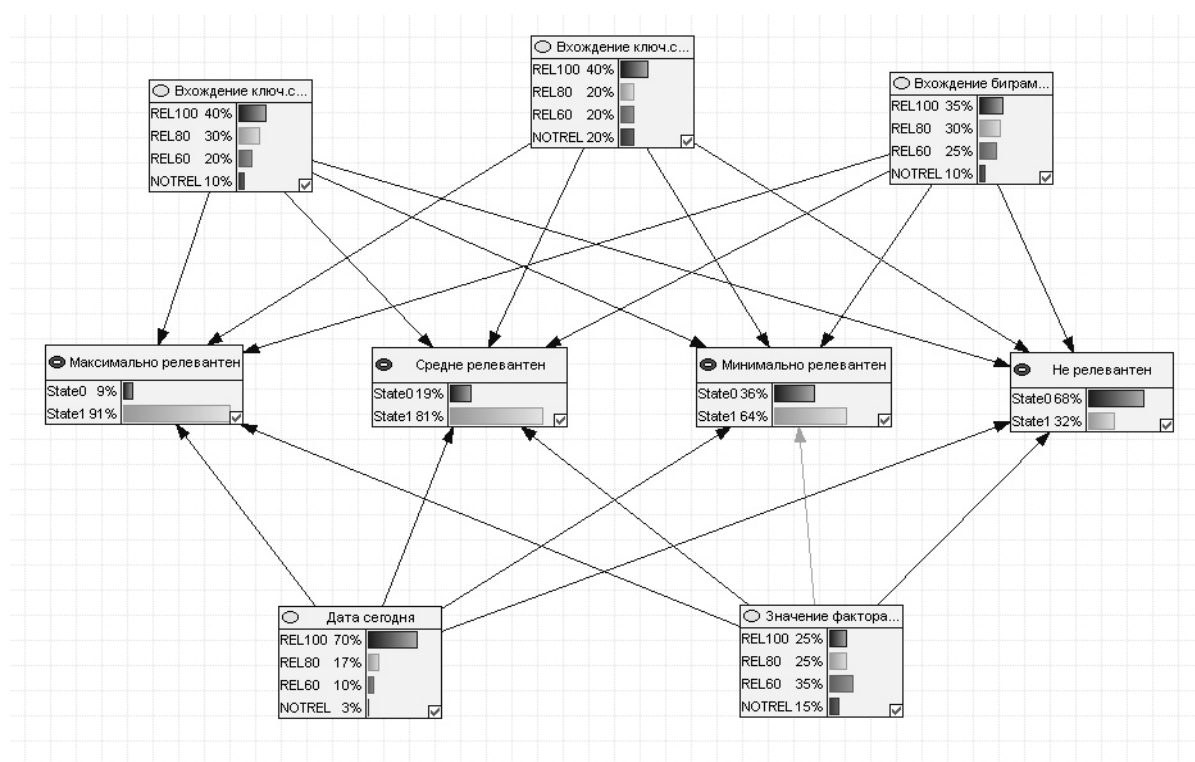 Вхождение ключ.с...
REL100 40%
REL80 20%
REL60 20%
NOTREL 20%
Вхождение ключ.с...
REL100 40%
REL80 30%
REL60 20%
NOTREL 10%
Вхождение биграм...
REL100 35%
REL80 30%
REL60 25%
NOTREL 10%
Максимально релевантен
State0 9%
State1 91%
Средне релевантен
State0 19%
State1 81%
Минимально релевантен
State0 36%
State1 64%
Не релевантен
State0 68%
State1 32%
Дата сегодня
REL100 70%
REL80 17%
REL60 10%
NOTREL 3%
Значение фактора...
REL100 25%
REL80 25%
REL60 35%
NOTREL 15%